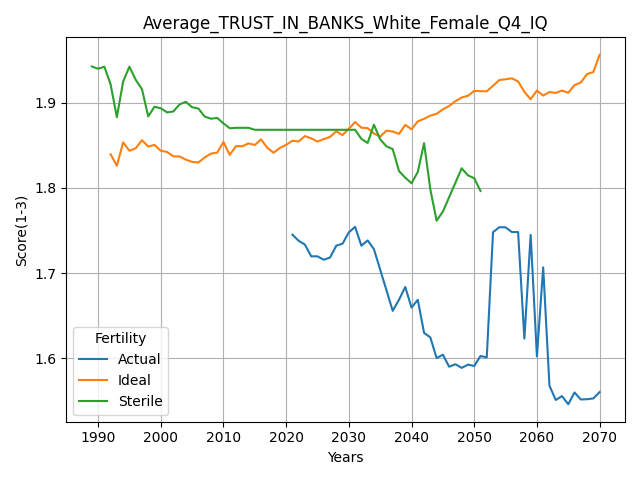 Average_TRUST_IN_BANKS_White_Female_Q4_IQ
Score(1-3)
1.9
1.8
1.7
1.6
Fertility
Actual
Ideal
Sterile
1990 2000 2010 2020 2030 2040 2050 2060 2070
Years